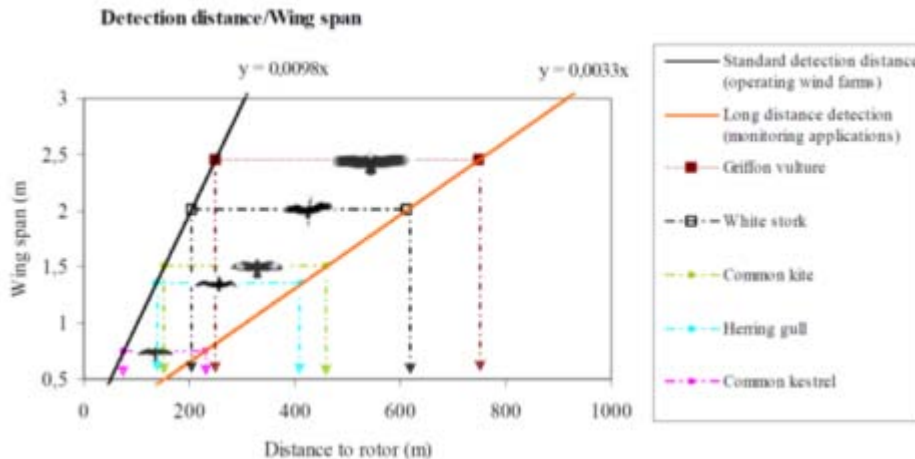 Detection distance/Wing span
y = 0.0098x
y = 0.0033x
Standard detection distance
(operating wind farms)
Long distance detection
(monitoring applications)
Griffon vulture
White stork
Common kite
Herring gull
Common kestrel
Wing span (m
3
2.5
2
1.5
1
0.5
0
200
400
600
800
1000
Distance to rotor (m)